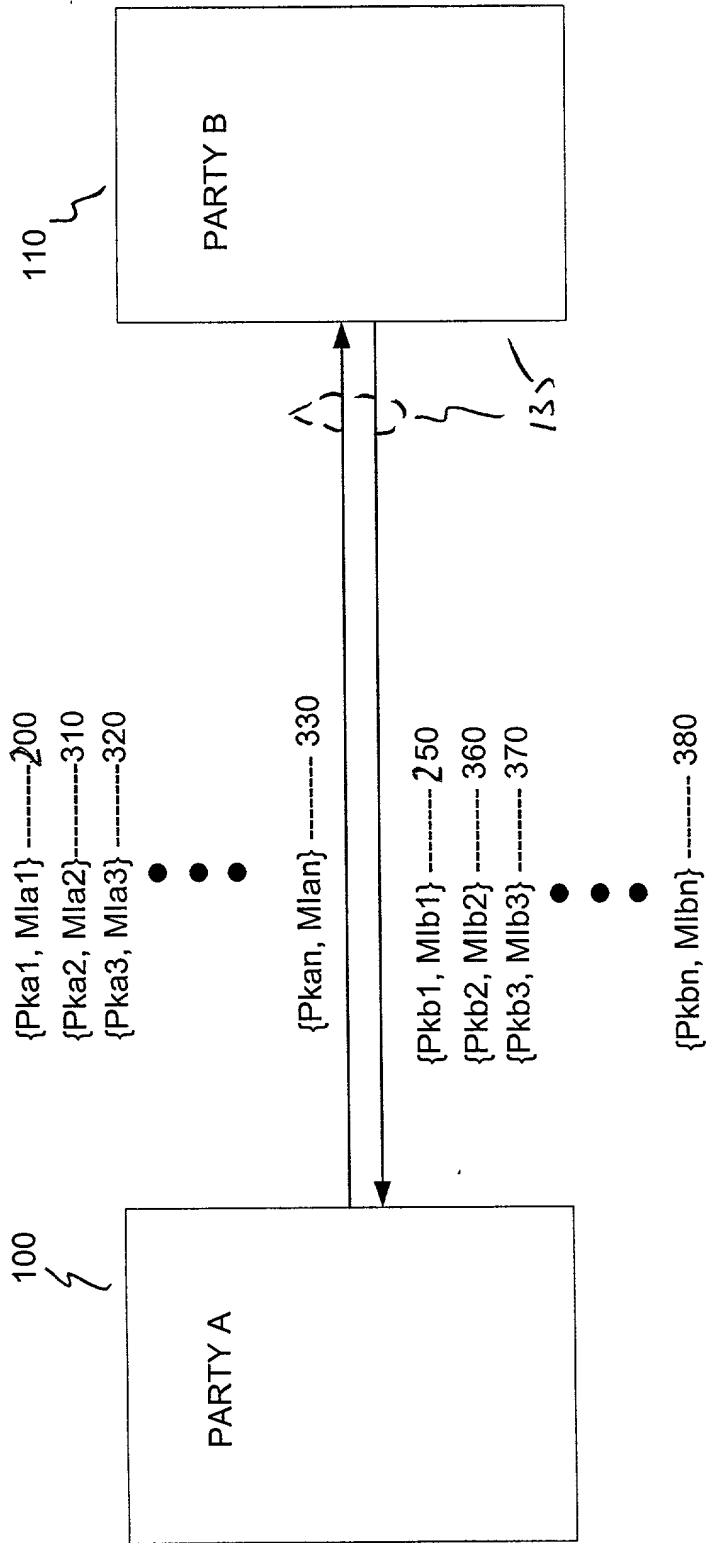 100
PARTY A
{Pka1, MIa1} ----------200
{Pka2, MIa2}----------310
{Pka3, MIa3} ---------320
{Pkan, MIan} --------- 330
{Pkb1, MIb1} ----------250
{Pkb2, MIb2} --------- 360
{Pkb3, MIb3}---------- 370
{Pkbn, MIbn} --------- 380
110
PARTY B